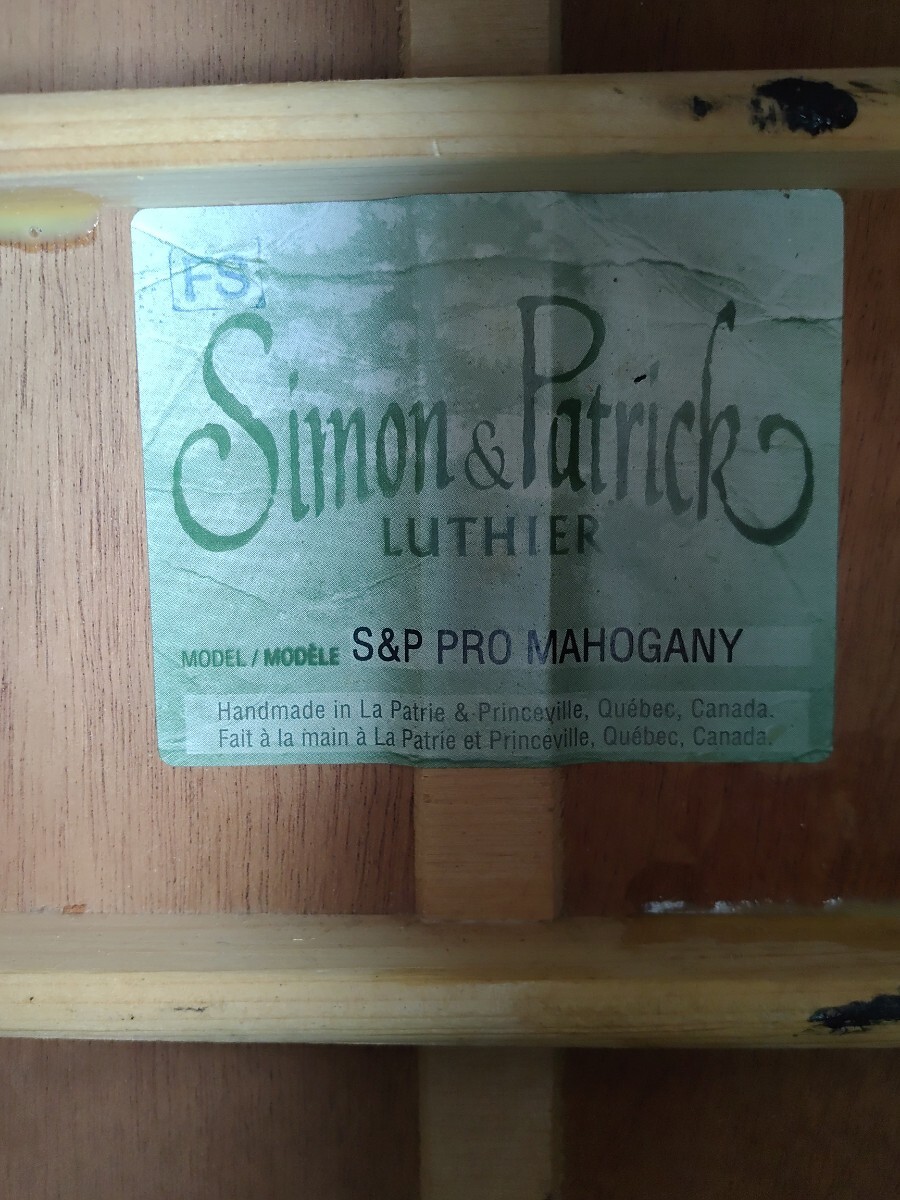 FS
Simon & Patrick
LUTHIER
MODEL / MODÈLE S&P PRO MAHOGANY
Handmade in La Patrie & Princeville, Québec, Canada.
Fait à la main à La Patrie et Princeville, Québec, Canada.